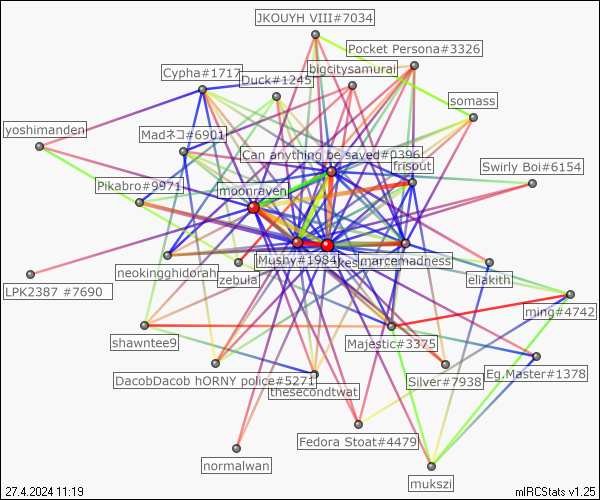 JKOUYH VIII#7034
Pocket Persona#3326
bigcitysamurai
Cypha#1717
Duck#1245
somass
yoshimanden
Madネコ#6901
Can anything be saved#0396
frisout
Swirly Boi#6154
Pikabro#9971
moonraven
Mushy#1984
marcemadness
neokingghidorah
zebula
eliakith
LPK2387 #7690
ming#4742
shawntee9
Majestic#3375
DacobDacob hORNY police#5271
thesecondtwat
Silver#7938
Eg.Master#1378
Fedora Stoat#4479
normalwan
mukszi
27.4.2024 11:19
mIRCStats v1.25